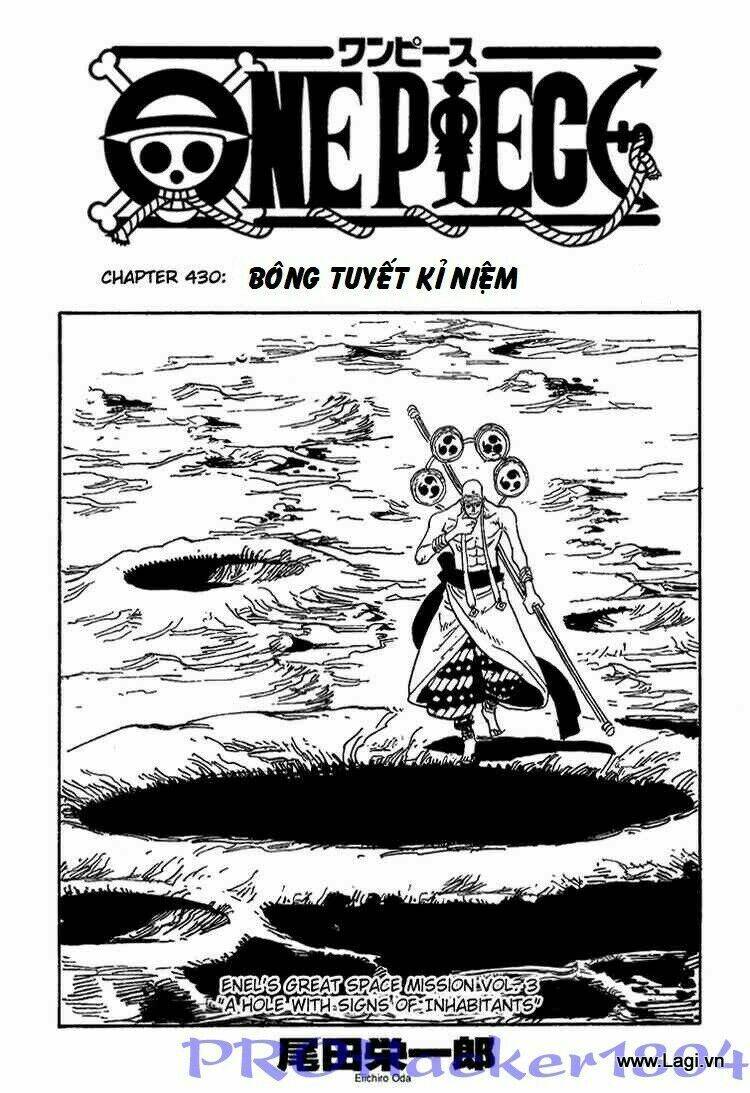 ワンピース
ONE PIECE
CHAPTER 430: BÔNG TUYẾT KỈ NIỆM
ENEL'S GREAT SPACE MISSION VOL. 3
"A HOLE WITH SIGNS OF INHABITANTS"
尾田栄一郎
PROHacker1804
www.Lagi.vn
Eiichiro Oda